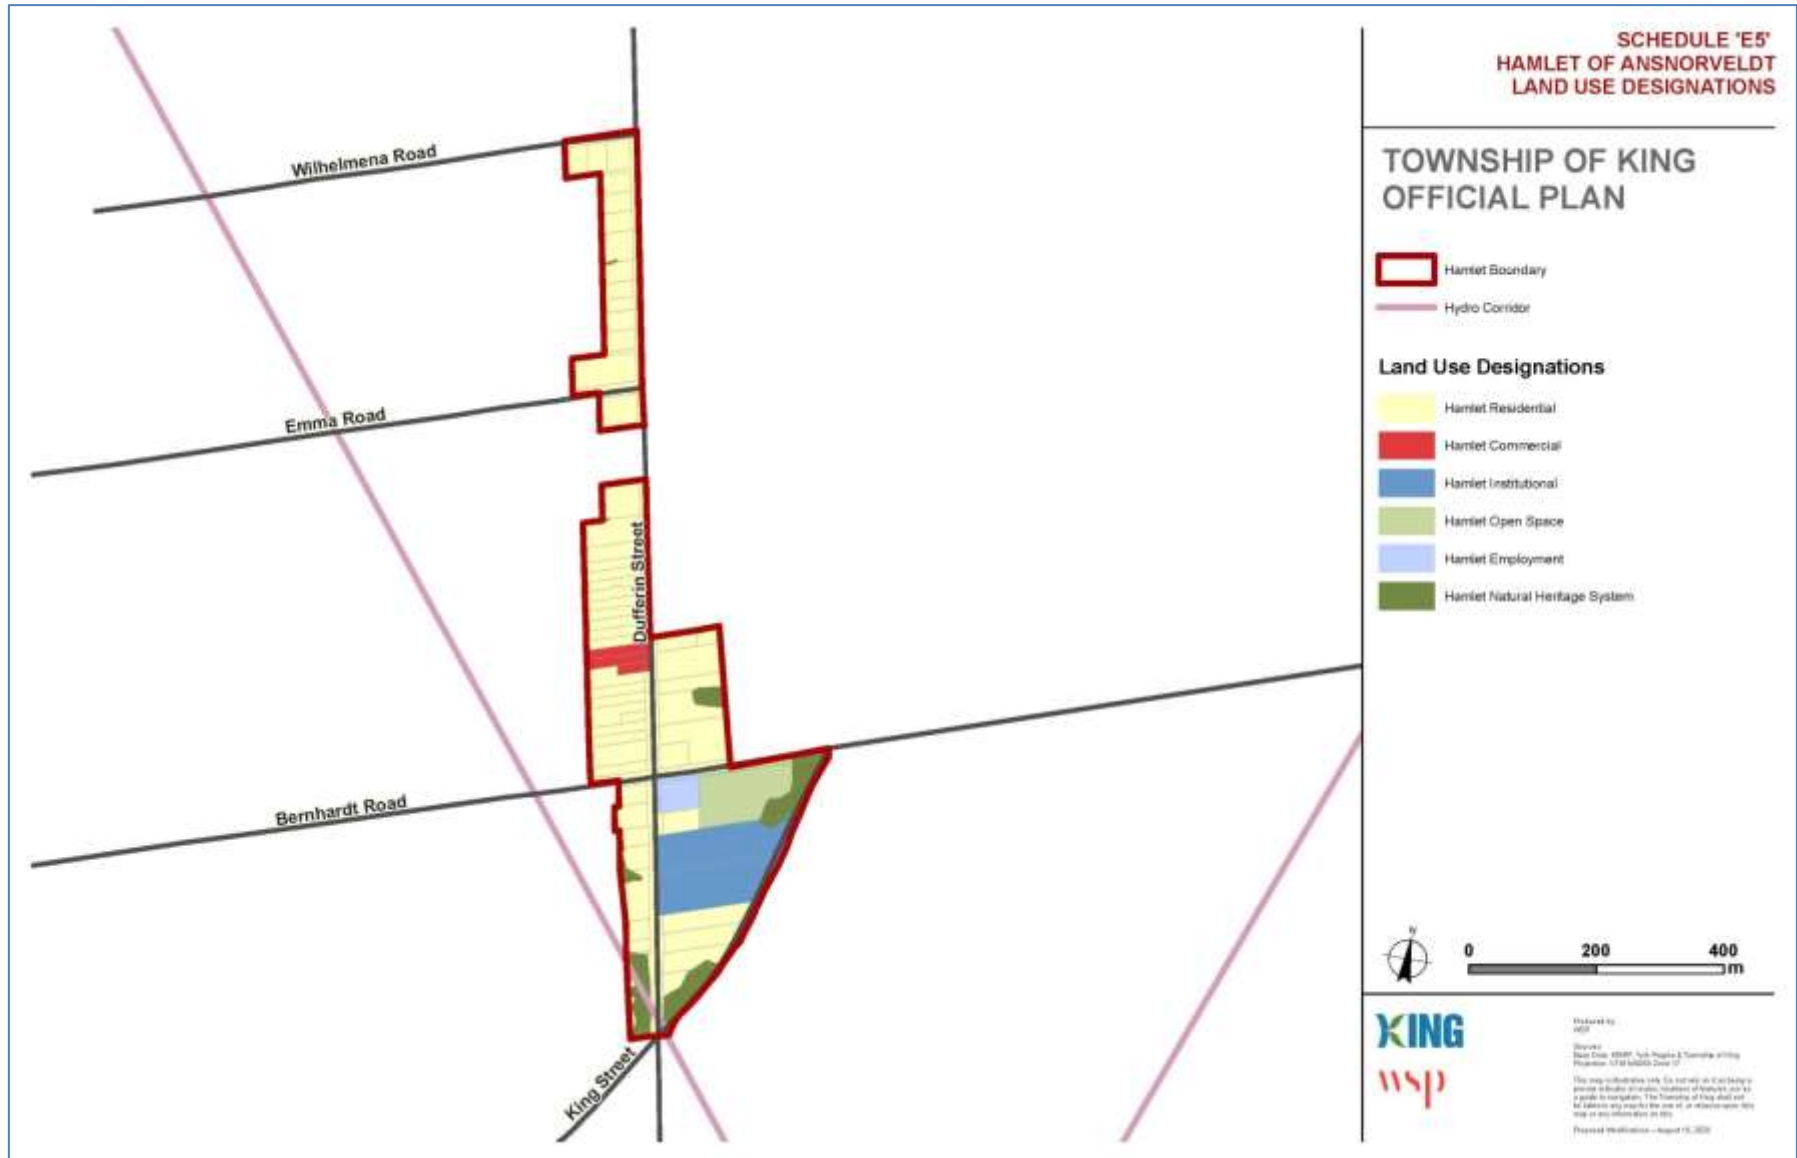 SCHEDULE 'E5'
HAMLET OF ANSNORVELDT
LAND USE DESIGNATIONS
TOWNSHIP OF KING
OFFICIAL PLAN
Hamlet Boundary
Hydro Corridor
Land Use Designations
Hamlet Residential
Hamlet Commercial
Hamlet Institutional
Hamlet Open Space
Hamlet Employment
Hamlet Natural Heritage System
Wilhelmena Road
Emma Road
Dufferin Street
Bernhardt Road
King Street
N
0 200 400
m
KING
wsp